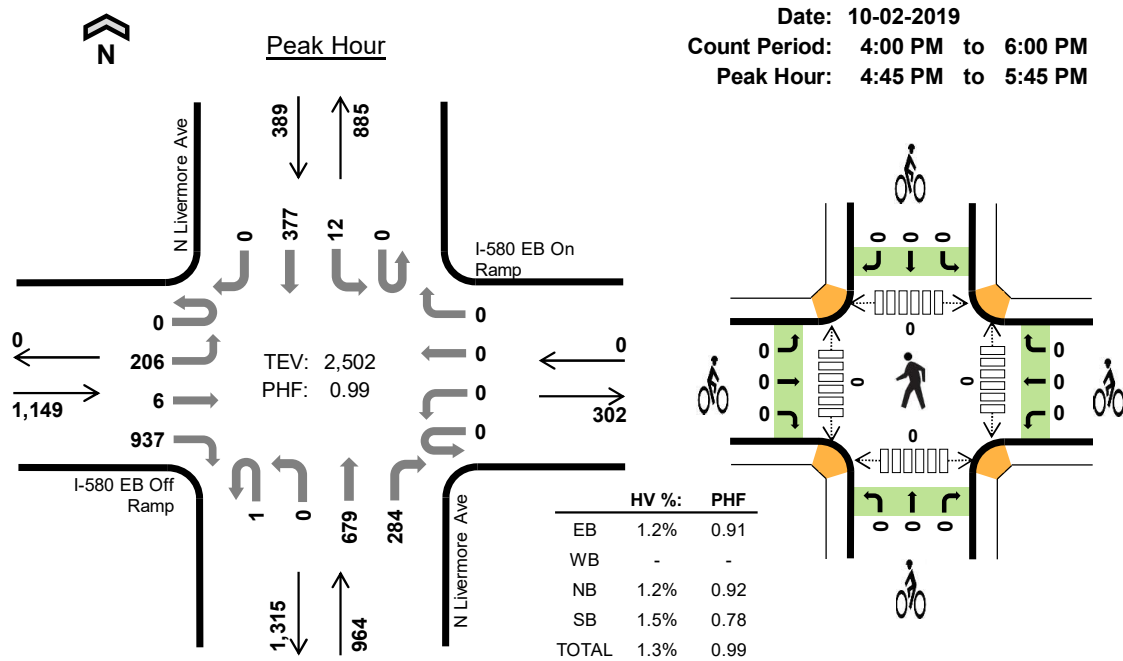 N
Peak Hour
Date: 10-02-2019
Count Period: 4:00 PM to 6:00 PM
Peak Hour: 4:45 PM to 5:45 PM
389
885
N Livermore Ave
0
377
12
0
I-580 EB On
Ramp
0
206
6
937
0
1,149
TEV: 2,502
PHF: 0.99
0
0
0
0
0
302
I-580 EB Off
Ramp
1
0
679
284
N Livermore Ave
1,315
964
HV %: PHF
EB 1.2% 0.91
WB - -
NB 1.2% 0.92
SB 1.5% 0.78
TOTAL 1.3% 0.99
0 0 0
0
0
0
0
0
0
0
0
0
0
0
0 0 0